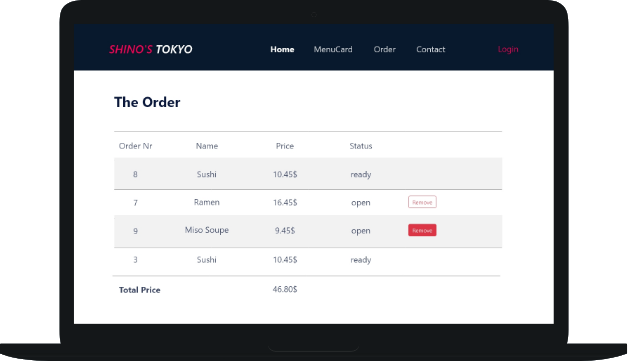 SHINO'S TOKYO Home MenuCard Order Contact Login
The Order
Order Nr Name Price Status
8 Sushi 10.45$ ready
7 Ramen 16.45$ open Remove
9 Miso Soupe 9.45$ open Remove
3 Sushi 10.45$ ready
Total Price 46.80$